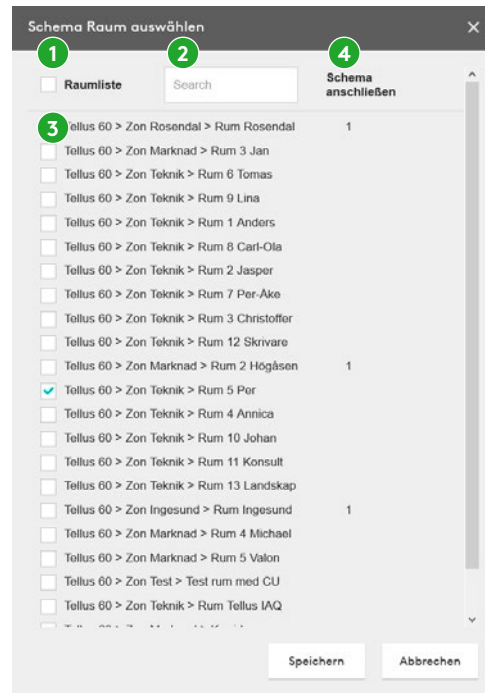 Schema Raum auswählen ×
1 2 4
Raumliste Search Schema anschließen
3 Tellus 60 > Zon Rosendal > Rum Rosendal 1
Tellus 60 > Zon Marknad > Rum 3 Jan
Tellus 60 > Zon Teknik > Rum 6 Tomas
Tellus 60 > Zon Teknik > Rum 9 Lina
Tellus 60 > Zon Teknik > Rum 1 Anders
Tellus 60 > Zon Teknik > Rum 8 Carl-Ola
Tellus 60 > Zon Teknik > Rum 2 Jasper
Tellus 60 > Zon Teknik > Rum 7 Per-Åke
Tellus 60 > Zon Teknik > Rum 3 Christoffer
Tellus 60 > Zon Teknik > Rum 12 Skrivare
Tellus 60 > Zon Marknad > Rum 2 Högåsen 1
Tellus 60 > Zon Teknik > Rum 5 Per
Tellus 60 > Zon Teknik > Rum 4 Annica
Tellus 60 > Zon Teknik > Rum 10 Johan
Tellus 60 > Zon Teknik > Rum 11 Konsult
Tellus 60 > Zon Teknik > Rum 13 Landskap
Tellus 60 > Zon Ingesund > Rum Ingesund 1
Tellus 60 > Zon Marknad > Rum 4 Michael
Tellus 60 > Zon Marknad > Rum 5 Valon
Tellus 60 > Zon Test > Test rum med CU
Tellus 60 > Zon Teknik > Rum Tellus IAQ
Speichern Abbrechen